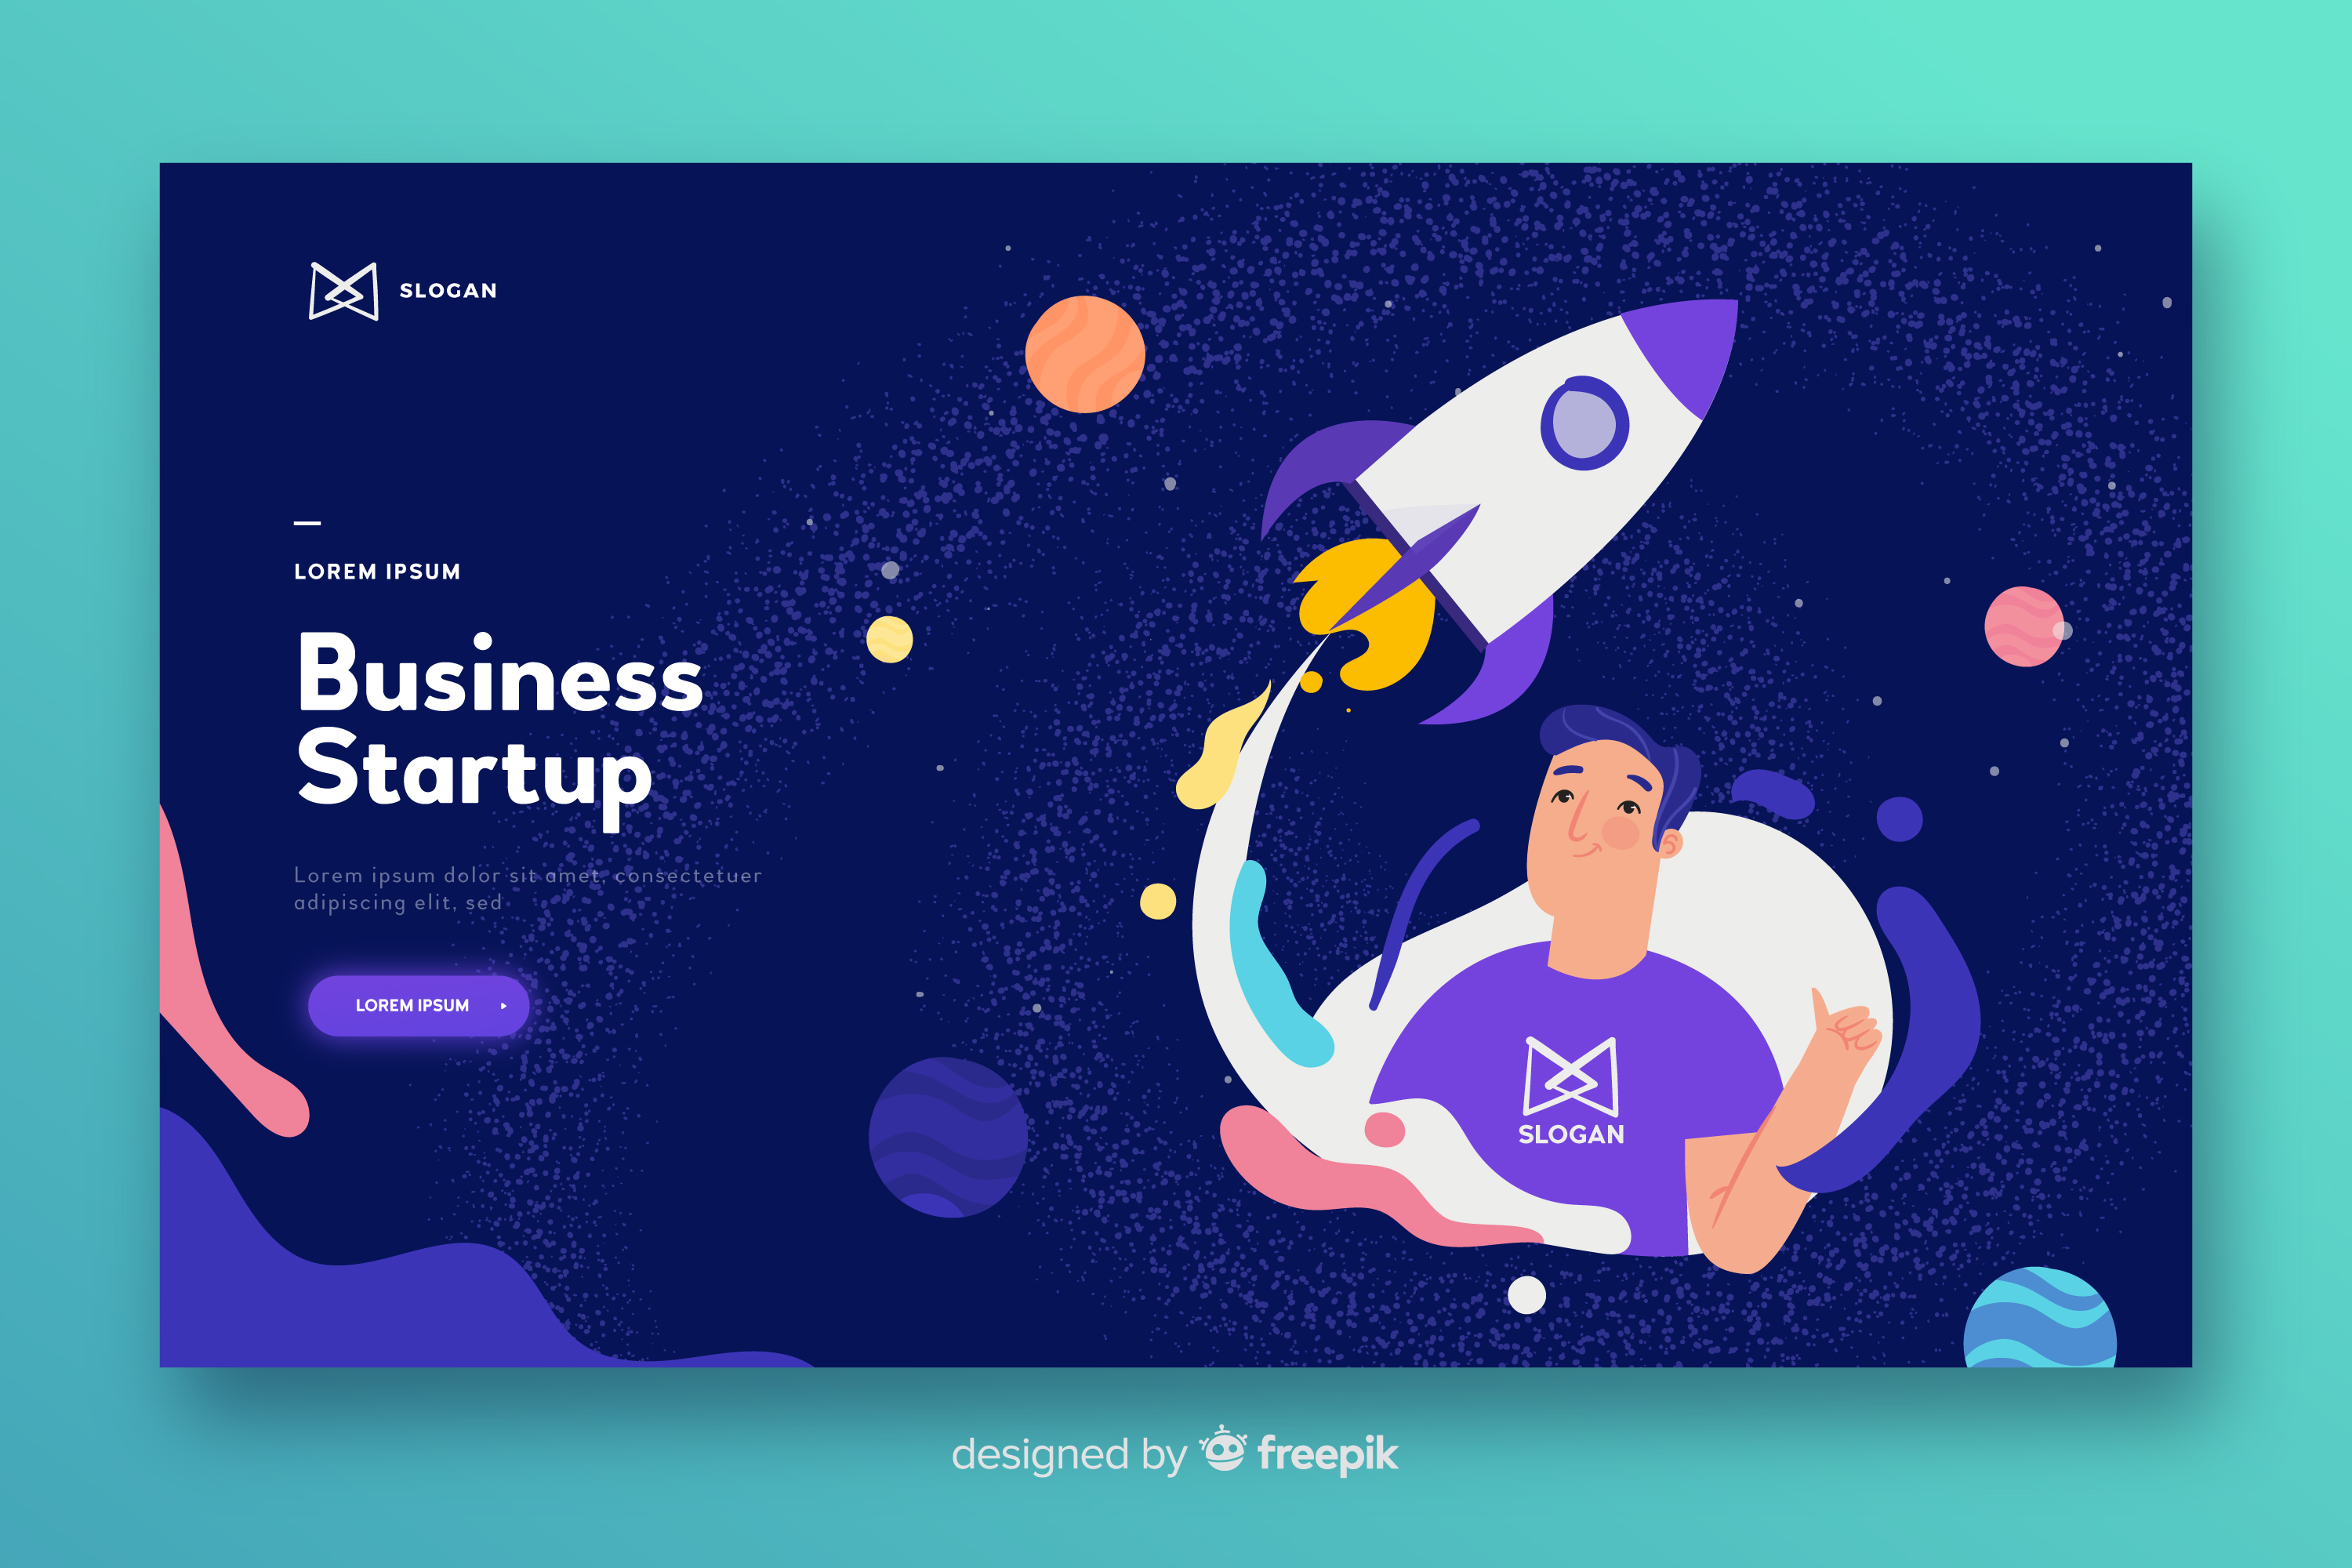 SLOGAN
LOREM IPSUM
Business
Startup
Lorem ipsum dolor sit amet, consectetuer
adipiscing elit, sed
LOREM IPSUM
SLOGAN
designed by freepik